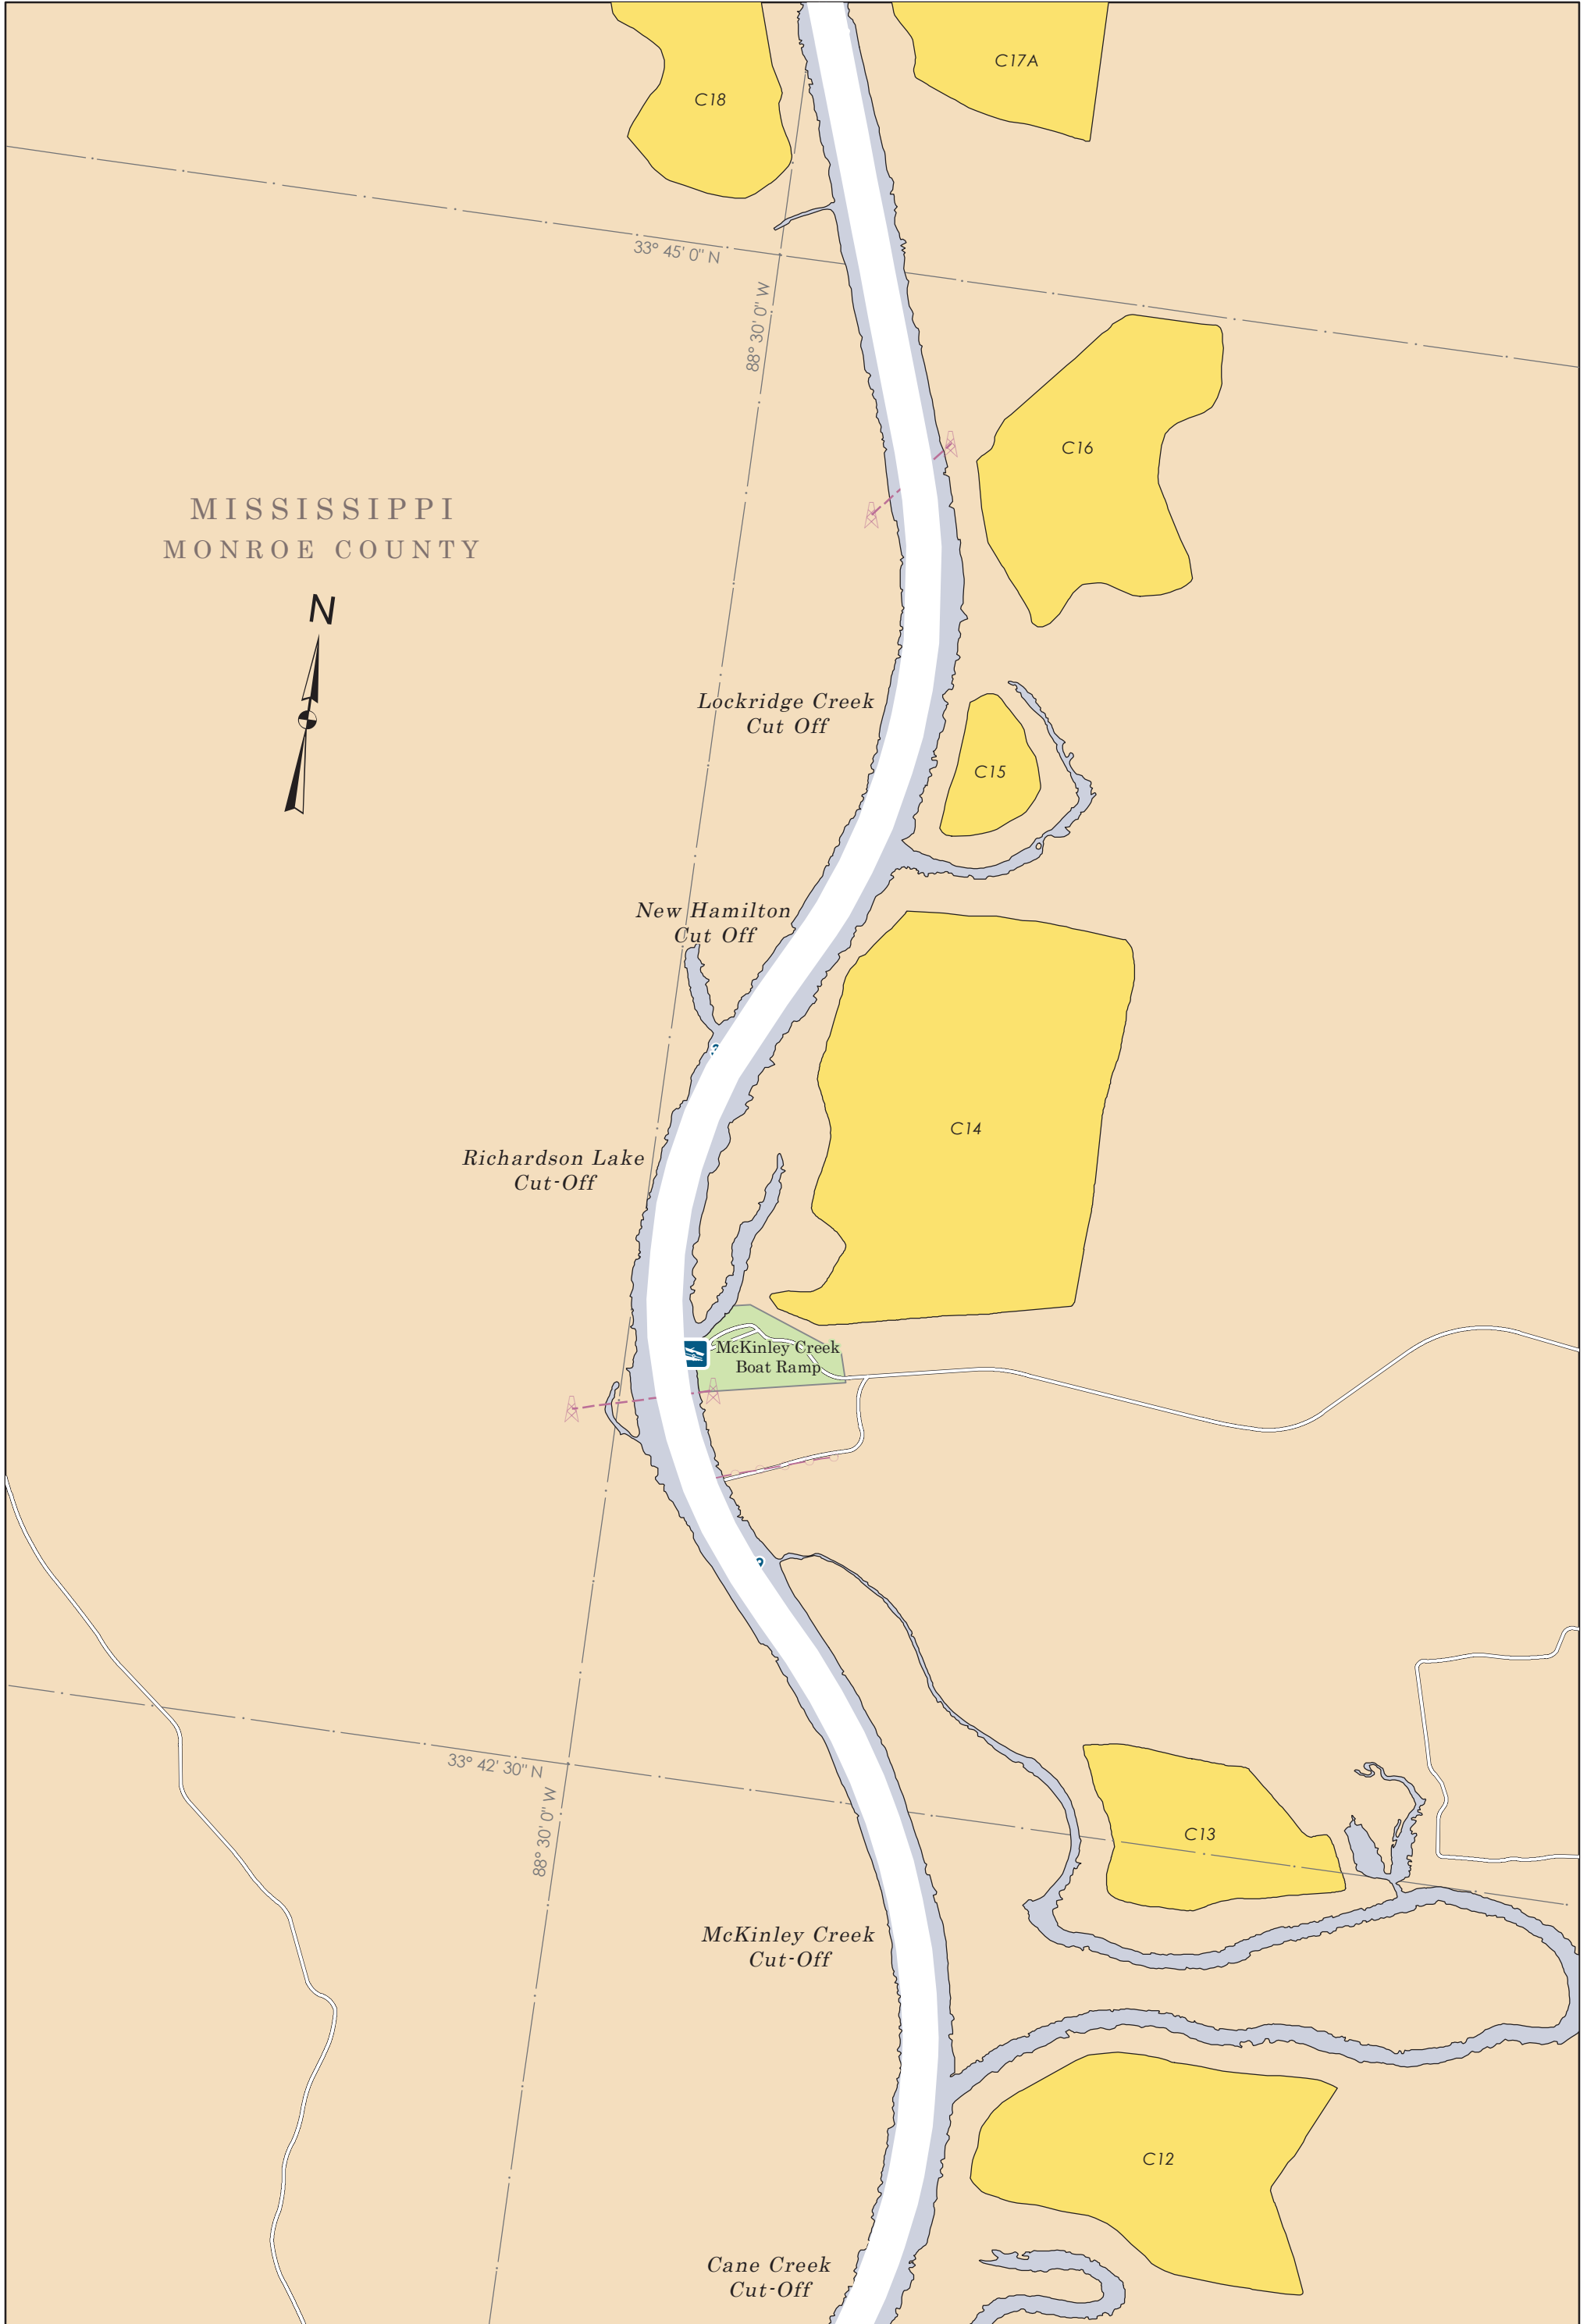 C17A
C18
33° 45' 0" N
88° 30' 0" W
C16
MISSISSIPPI
MONROE COUNTY
N
Lockridge Creek
Cut Off
C15
New Hamilton
Cut Off
C14
Richardson Lake
Cut-Off
McKinley Creek
Boat Ramp
33° 42' 30" N
88° 30' 0" W
C13
McKinley Creek
Cut-Off
C12
Cane Creek
Cut-Off